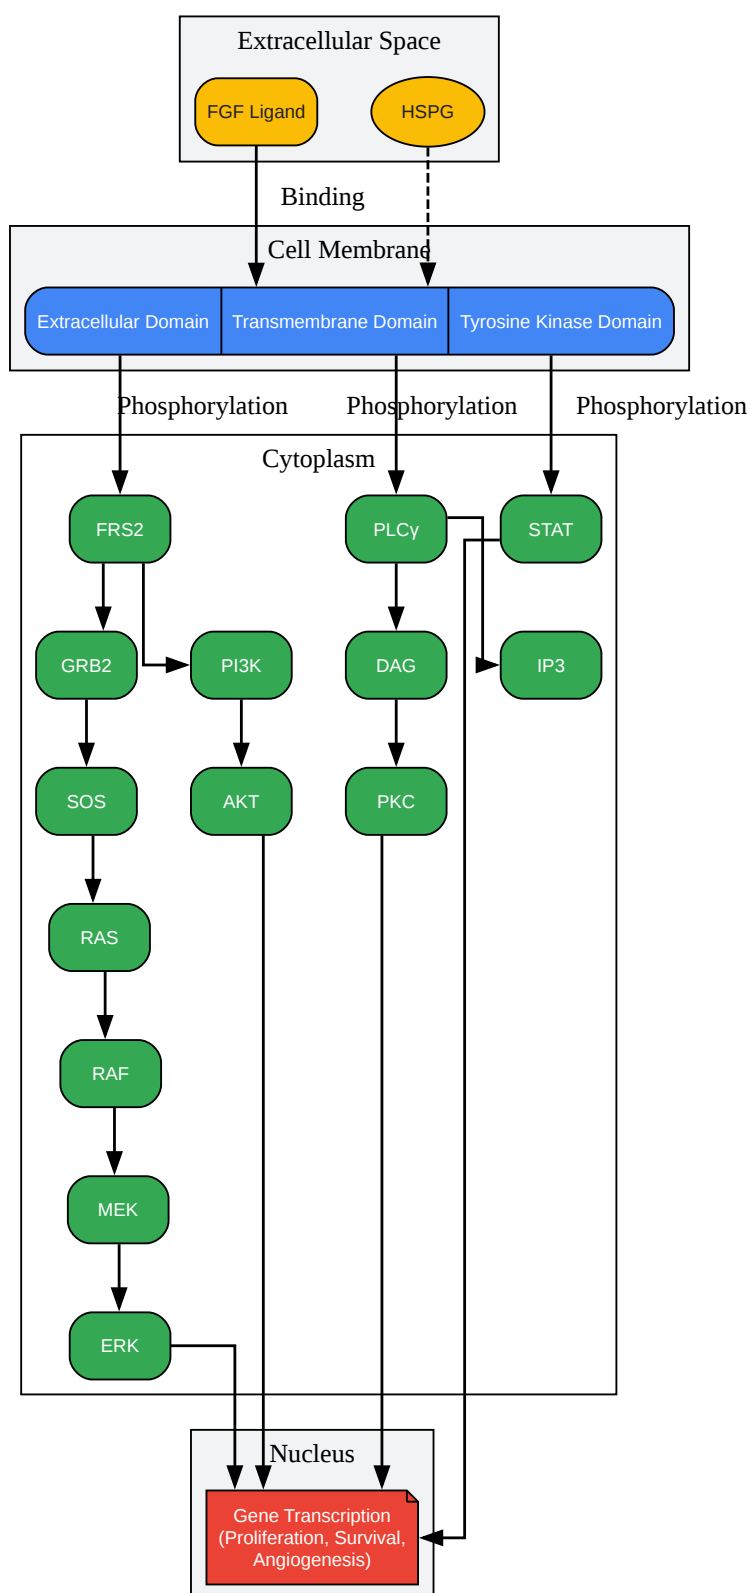 Extracellular Space
FGF Ligand
HSPG
Binding
Cell Membrane
Extracellular Domain
Transmembrane Domain
Tyrosine Kinase Domain
Phosphorylation
Phosphorylation
Phosphorylation
Cytoplasm
FRS2
PLCγ
STAT
GRB2
PI3K
DAG
IP3
SOS
AKT
PKC
RAS
RAF
MEK
ERK
Nucleus
Gene Transcription
(Proliferation, Survival,
Angiogenesis)